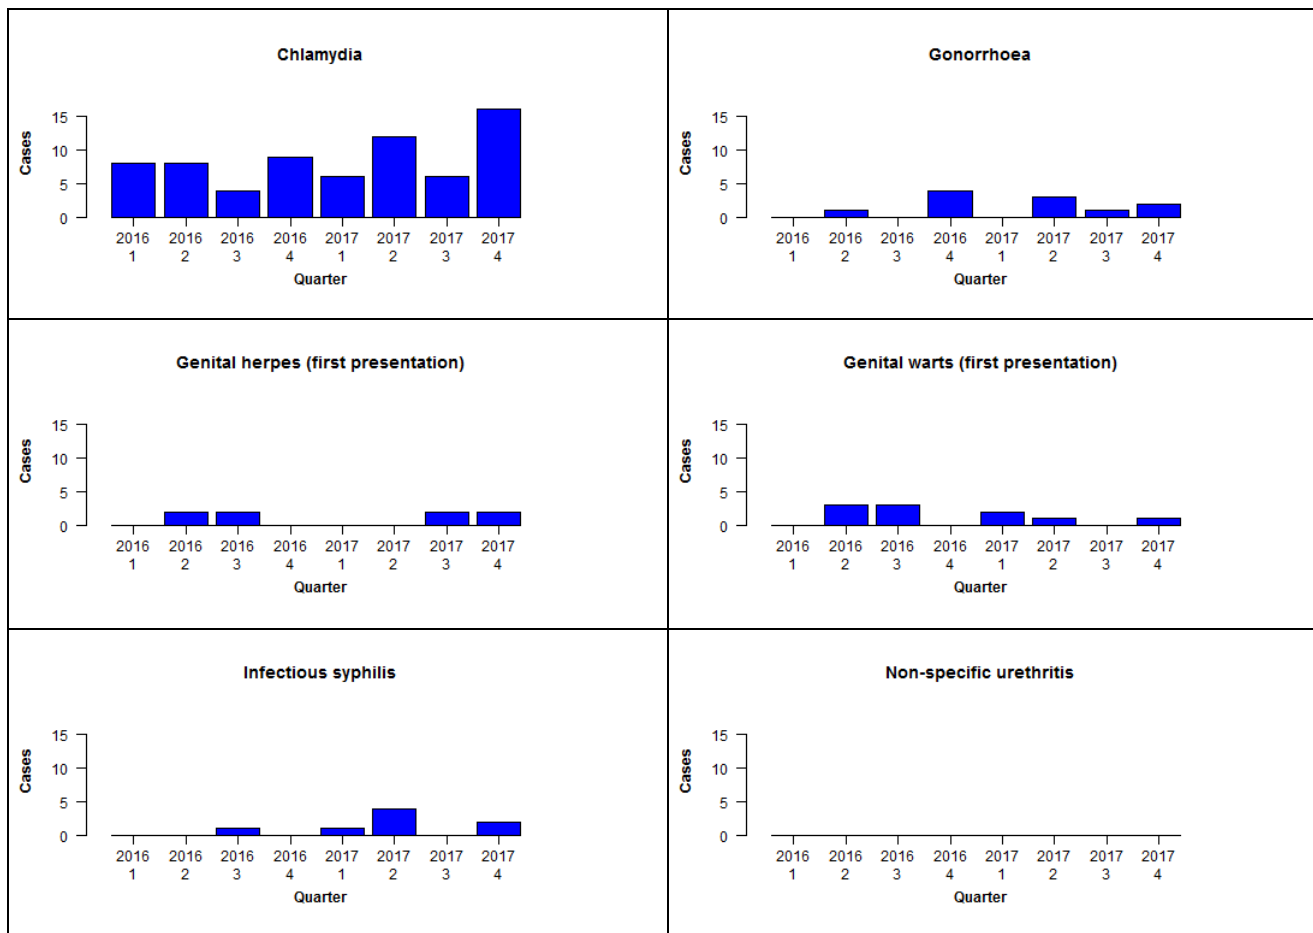 Chlamydia
Cases
15
10
5
0
2016 2016 2016 2016 2017 2017 2017 2017
1 2 3 4 1 2 3 4
Quarter
Gonorrhoea
Cases
15
10
5
0
2016 2016 2016 2016 2017 2017 2017 2017
1 2 3 4 1 2 3 4
Quarter
Genital herpes (first presentation)
Cases
15
10
5
0
2016 2016 2016 2016 2017 2017 2017 2017
1 2 3 4 1 2 3 4
Quarter
Genital warts (first presentation)
Cases
15
10
5
0
2016 2016 2016 2016 2017 2017 2017 2017
1 2 3 4 1 2 3 4
Quarter
Infectious syphilis
Cases
15
10
5
0
2016 2016 2016 2016 2017 2017 2017 2017
1 2 3 4 1 2 3 4
Quarter
Non-specific urethritis
Cases
15
10
5
0
2016 2016 2016 2016 2017 2017 2017 2017
1 2 3 4 1 2 3 4
Quarter